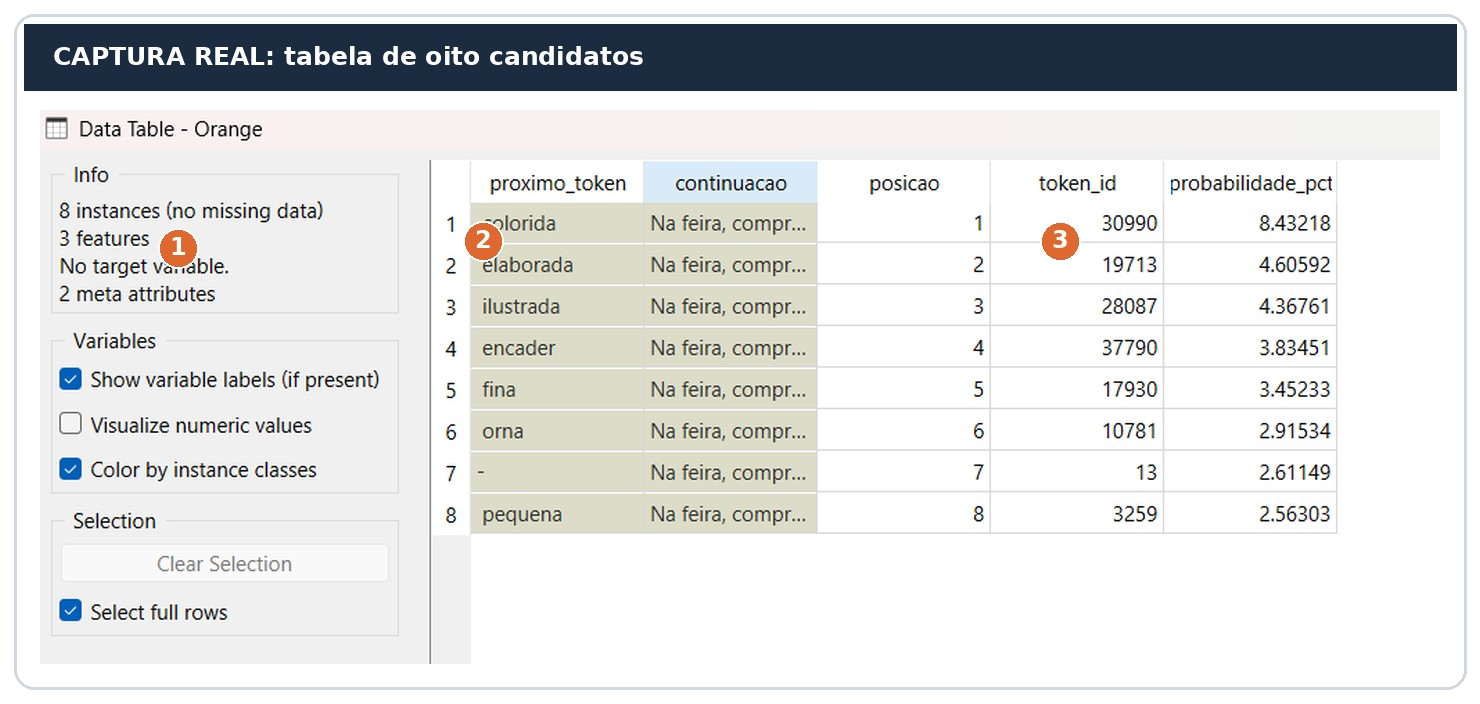 CAPTURA REAL: tabela de oito candidatos
Data Table - Orange
Info
8 instances (no missing data)
3 features
1
No target variable.
2 meta attributes
Variables
Show variable labels (if present)
Visualize numeric values
Color by instance classes
Selection
Clear Selection
Select full rows
proximo_token continuacao posicao token_id probabilidade_pct
2 3
1 colorida Na feira, compr... 1 30990 8.43218
2 elaborada Na feira, compr... 2 19713 4.60592
3 ilustrada Na feira, compr... 3 28087 4.36761
4 encader Na feira, compr... 4 37790 3.83451
5 fina Na feira, compr... 5 17930 3.45233
6 orna Na feira, compr... 6 10781 2.91534
7 - Na feira, compr... 7 13 2.61149
8 pequena Na feira, compr... 8 3259 2.56303